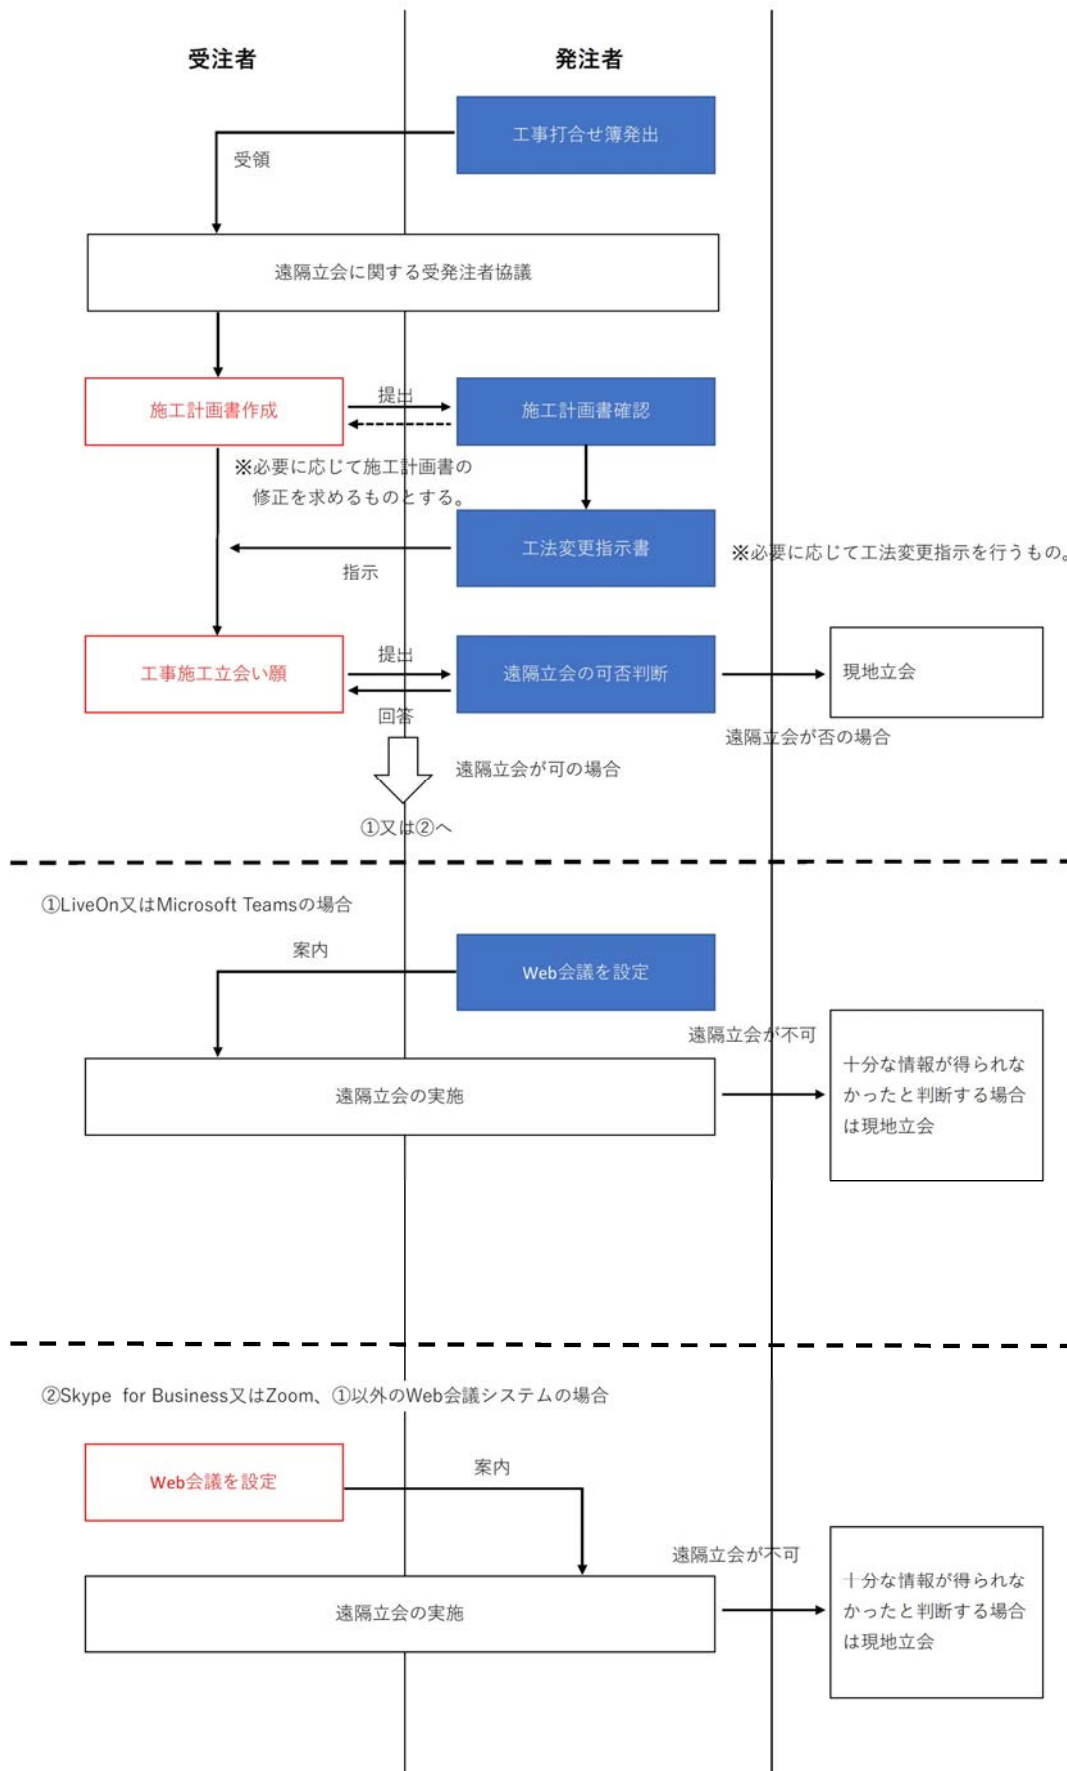 受注者
発注者
工事打合せ簿発出
受領
遠隔立会に関する受発注者協議
施工計画書作成
提出
施工計画書確認
※必要に応じて施工計画書の
修正を求めるものとする。
工法変更指示書
※必要に応じて工法変更指示を行うもの。
指示
工事施工立会い願
提出
遠隔立会の可否判断
現地立会
回答
遠隔立会が否の場合
遠隔立会が可の場合
①又は②へ
①LiveOn又はMicrosoft Teamsの場合
案内
Web会議を設定
遠隔立会が不可
遠隔立会の実施
十分な情報が得られな
かったと判断する場合
は現地立会
②Skype for Business又はZoom、①以外のWeb会議システムの場合
Web会議を設定
案内
遠隔立会が不可
遠隔立会の実施
十分な情報が得られな
かったと判断する場合
は現地立会